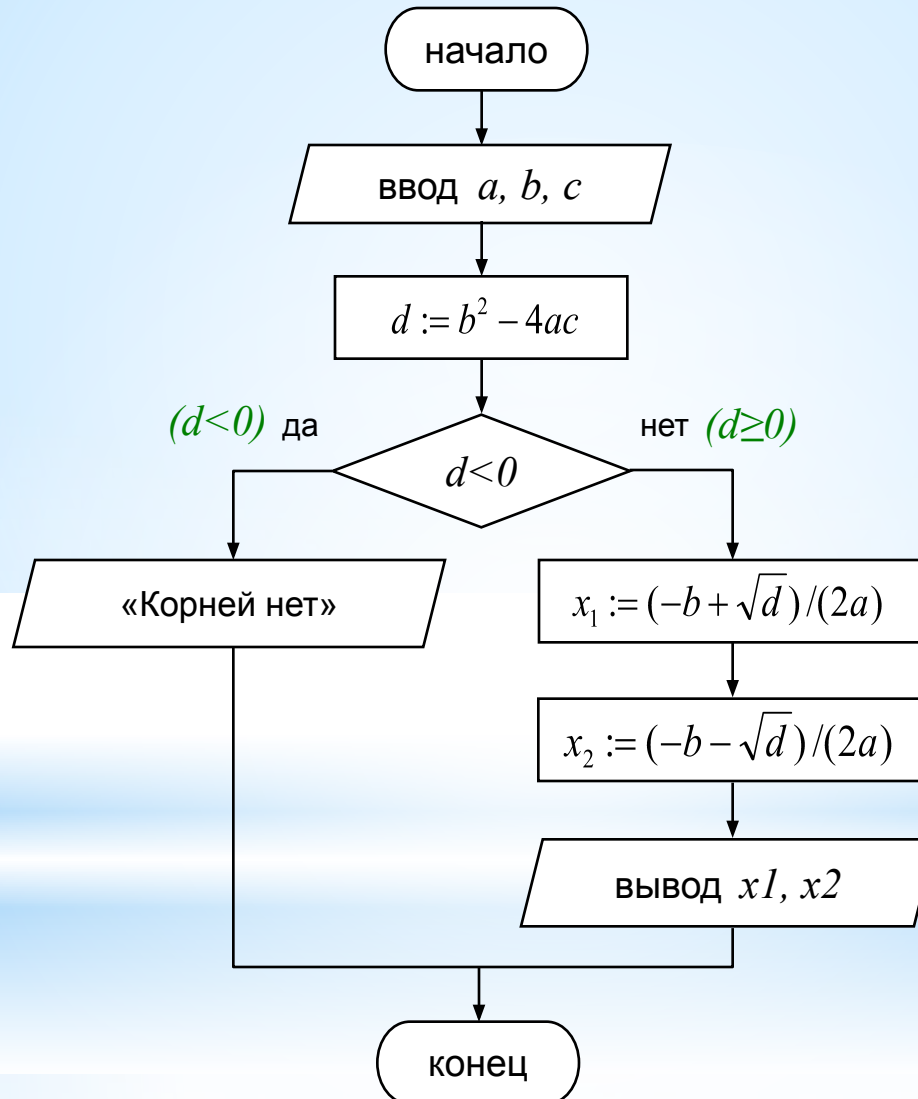 начало
ввод a, b, c
d := b² – 4ac
(d<0) да
нет (d≥0)
d<0
«Корней нет»
x₁ := (–b + √d)/(2a)
x₂ := (–b – √d)/(2a)
вывод x1, x2
конец